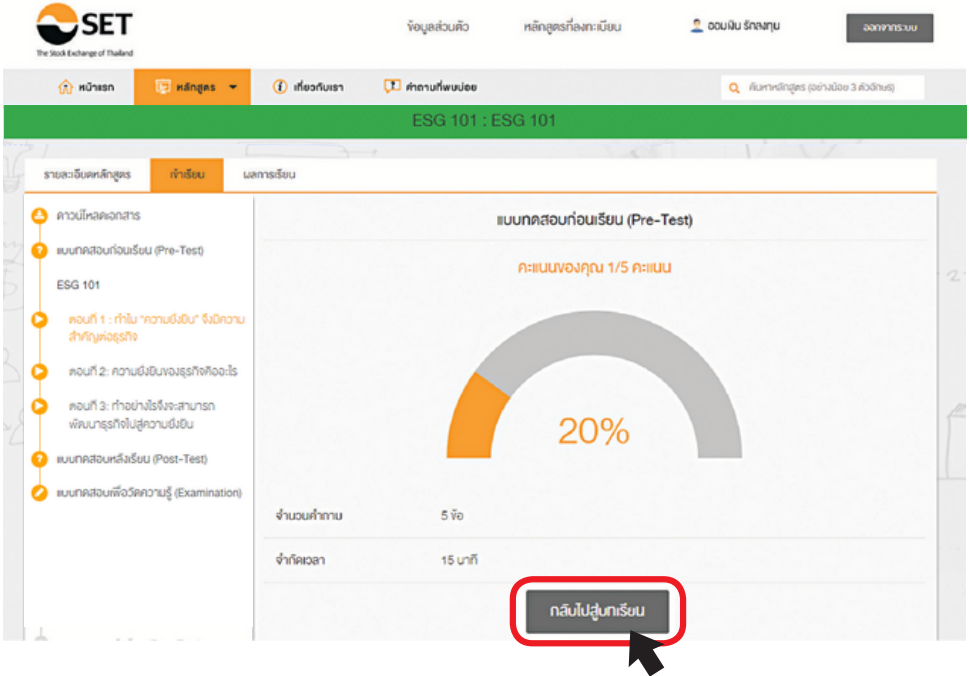 SET
The Stock Exchange of Thailand
ข้อมูลส่วนตัว
หลักสูตรที่ลงทะเบียน
ออมเงิน รักลงทุน
ออกจากระบบ
หน้าแรก
หลักสูตร
เกี่ยวกับเรา
คำถามที่พบบ่อย
ค้นหาหลักสูตร (อย่างน้อย 3 ตัวอักษร)
ESG 101 : ESG 101
รายละเอียดหลักสูตร
เข้าเรียน
ผลการเรียน
ดาวน์โหลดเอกสาร
แบบทดสอบก่อนเรียน (Pre-Test)
ESG 101
ตอนที่ 1 : ทำไม "ความยั่งยืน" จึงมีความ
สำคัญต่อธุรกิจ
ตอนที่ 2: ความยั่งยืนของธุรกิจคืออะไร
ตอนที่ 3: ทำอย่างไรจึงจะสามารถ
พัฒนาธุรกิจไปสู่ความยั่งยืน
แบบทดสอบหลังเรียน (Post-Test)
แบบทดสอบเพื่อวัดความรู้ (Examination)
แบบทดสอบก่อนเรียน (Pre-Test)
คะแนนของคุณ 1/5 คะแนน
20%
จำนวนคำถาม
5 ข้อ
จำกัดเวลา
15 นาที
กลับไปสู่บทเรียน